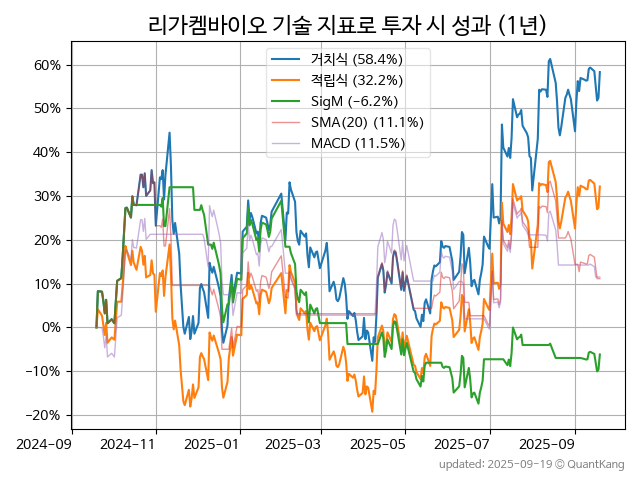 리가켐바이오 기술 지표로 투자 시 성과 (1년)
거치식 (58.4%)
적립식 (32.2%)
SigM (−6.2%)
SMA(20) (11.1%)
MACD (11.5%)
60%
50%
40%
30%
20%
10%
0%
−10%
−20%
2024-09 2024-11 2025-01 2025-03 2025-05 2025-07 2025-09
updated: 2025-09-19 ⓒ QuantKang